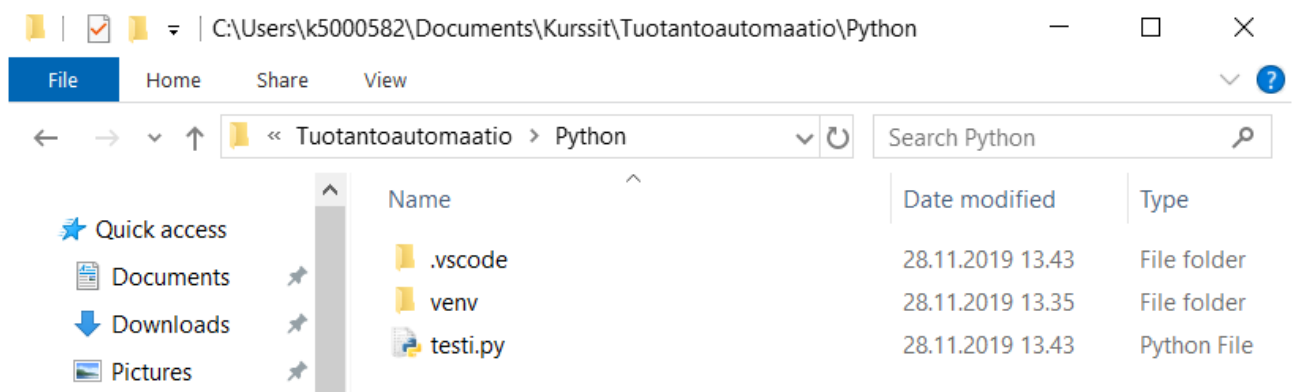 C:\Users\k5000582\Documents\Kurssit\Tuotantoautomaatio\Python
File Home Share View
« Tuotantoautomaatio > Python Search Python
Name Date modified Type
Quick access
.vscode 28.11.2019 13.43 File folder
Documents
venv 28.11.2019 13.35 File folder
Downloads
testi.py 28.11.2019 13.43 Python File
Pictures